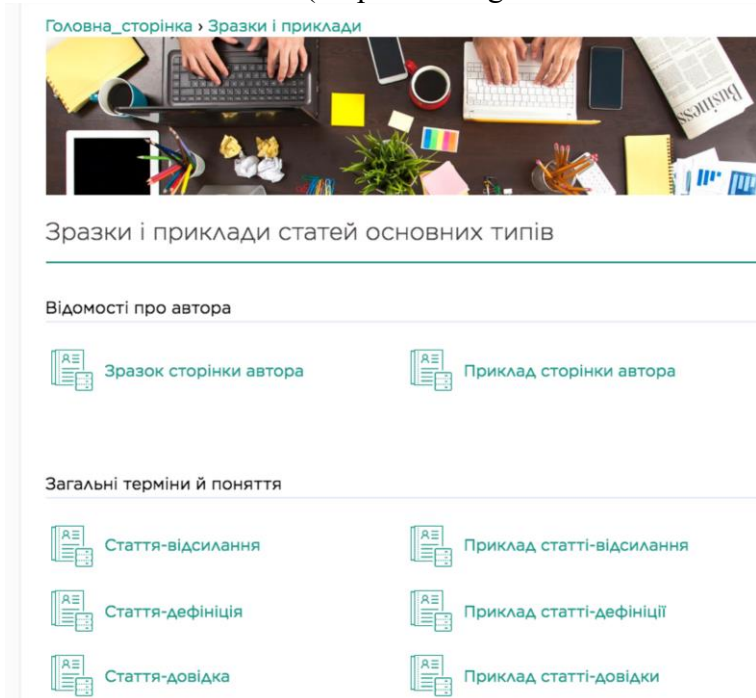 Головна_сторінка › Зразки і приклади
Business
Зразки і приклади статей основних типів
Відомості про автора
Зразок сторінки автора
Приклад сторінки автора
Загальні терміни й поняття
Стаття-відсилання
Приклад статті-відсилання
Стаття-дефініція
Приклад статті-дефініції
Стаття-довідка
Приклад статті-довідки